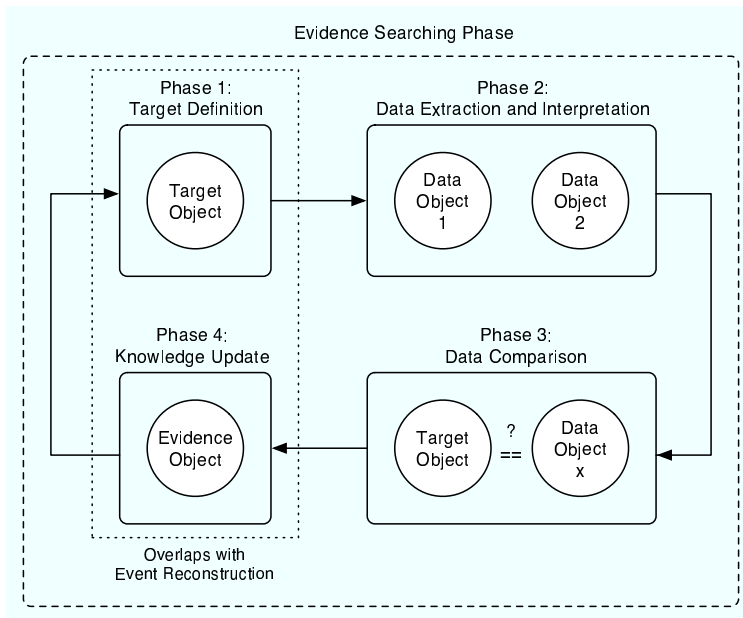 Evidence Searching Phase
Phase 1:
Target Definition
Target
Object
Phase 2:
Data Extraction and Interpretation
Data
Object
1
Data
Object
2
Phase 4:
Knowledge Update
Evidence
Object
Phase 3:
Data Comparison
Target
Object
?
==
Data
Object
x
Overlaps with
Event Reconstruction